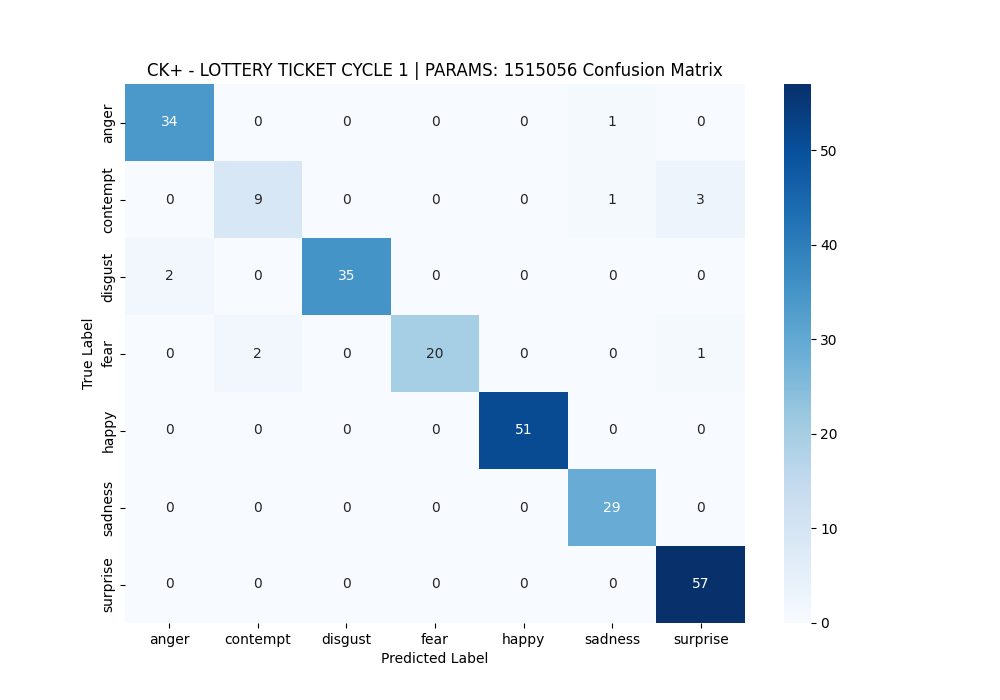 CK+ - LOTTERY TICKET CYCLE 1 | PARAMS: 1515056 Confusion Matrix
True Label
anger 34 0 0 0 0 1 0
contempt 0 9 0 0 0 1 3
disgust 2 0 35 0 0 0 0
fear 0 2 0 20 0 0 1
happy 0 0 0 0 51 0 0
sadness 0 0 0 0 0 29 0
surprise 0 0 0 0 0 0 57
anger contempt disgust fear happy sadness surprise
Predicted Label
50
40
30
20
10
0